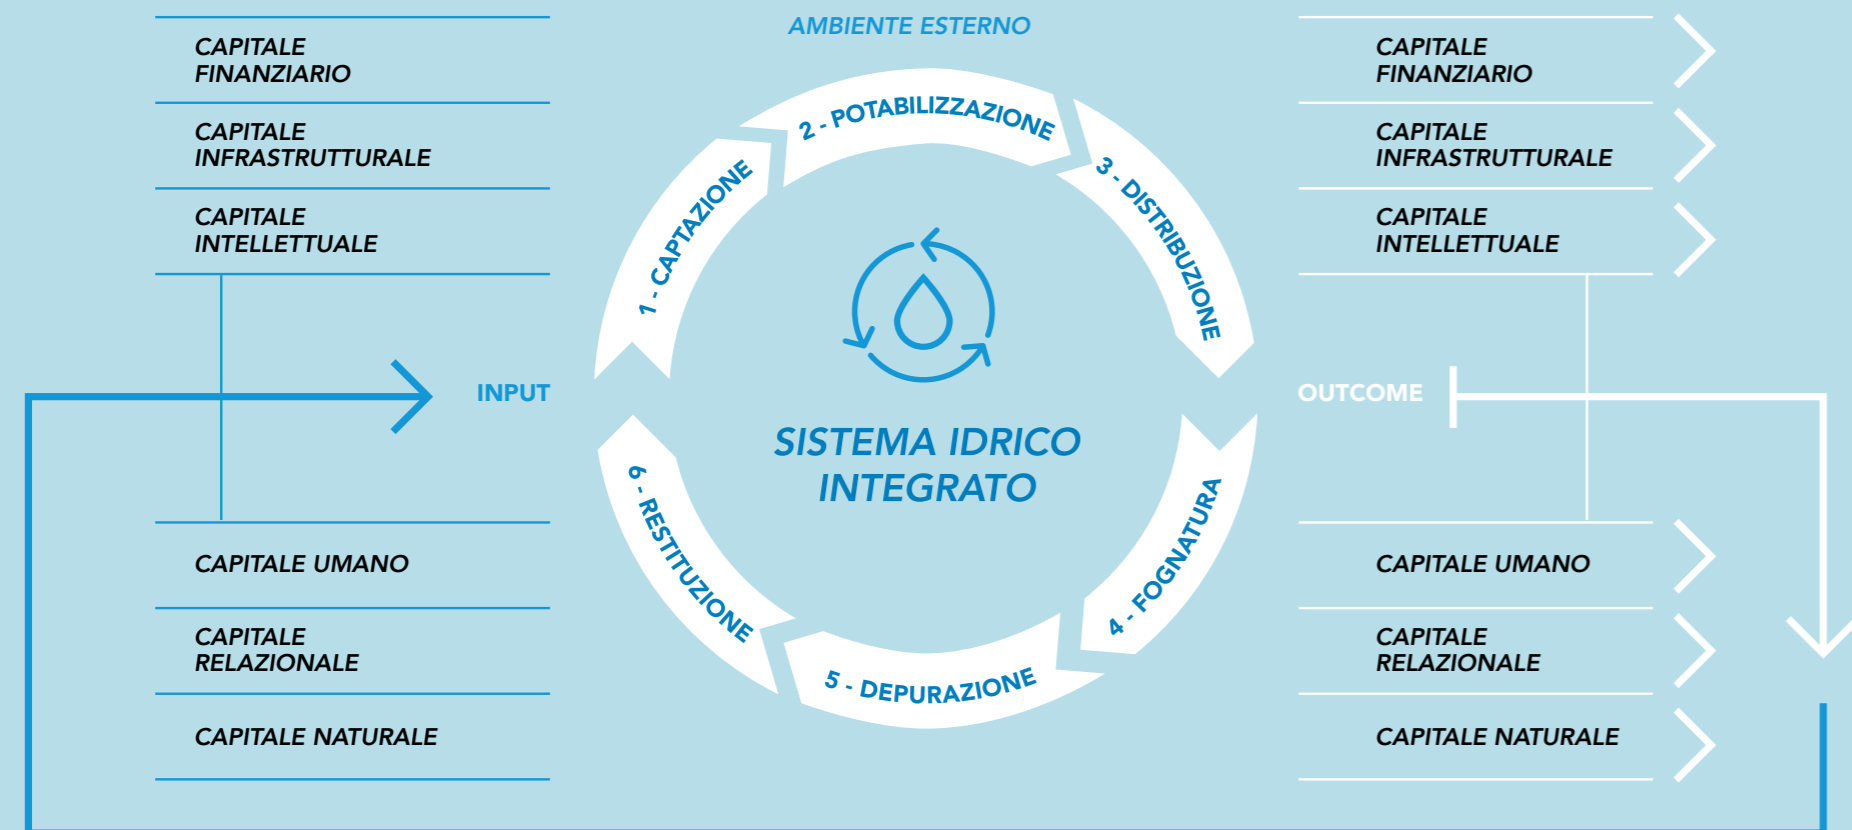 AMBIENTE ESTERNO
CAPITALE
FINANZIARIO
CAPITALE
INFRASTRUTTURALE
CAPITALE
INTELLETTUALE
INPUT
CAPITALE UMANO
CAPITALE
RELAZIONALE
CAPITALE NATURALE
1 - CAPTAZIONE
2 - POTABILIZZAZIONE
3 - DISTRIBUZIONE
4 - FOGNATURA
5 - DEPURAZIONE
6 - RESTITUZIONE
SISTEMA IDRICO
INTEGRATO
CAPITALE
FINANZIARIO
CAPITALE
INFRASTRUTTURALE
CAPITALE
INTELLETTUALE
OUTCOME
CAPITALE UMANO
CAPITALE
RELAZIONALE
CAPITALE NATURALE